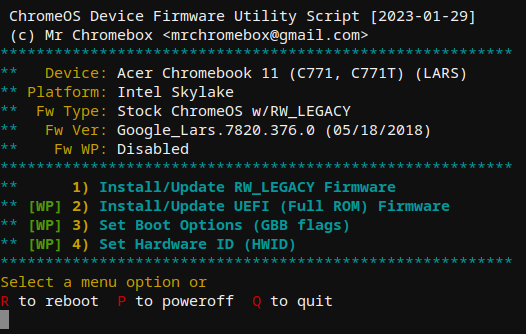 ChromeOS Device Firmware Utility Script [2023-01-29]
(c) Mr Chromebox <mrchromebox@gmail.com>
*********************************************************
**   Device: Acer Chromebook 11 (C771, C771T) (LARS)
** Platform: Intel Skylake
**  Fw Type: Stock ChromeOS w/RW_LEGACY
**   Fw Ver: Google_Lars.7820.376.0 (05/18/2018)
**    Fw WP: Disabled
*********************************************************
**      1) Install/Update RW_LEGACY Firmware
** [WP] 2) Install/Update UEFI (Full ROM) Firmware
** [WP] 3) Set Boot Options (GBB flags)
** [WP] 4) Set Hardware ID (HWID)
*********************************************************
Select a menu option or
R to reboot  P to poweroff  Q to quit